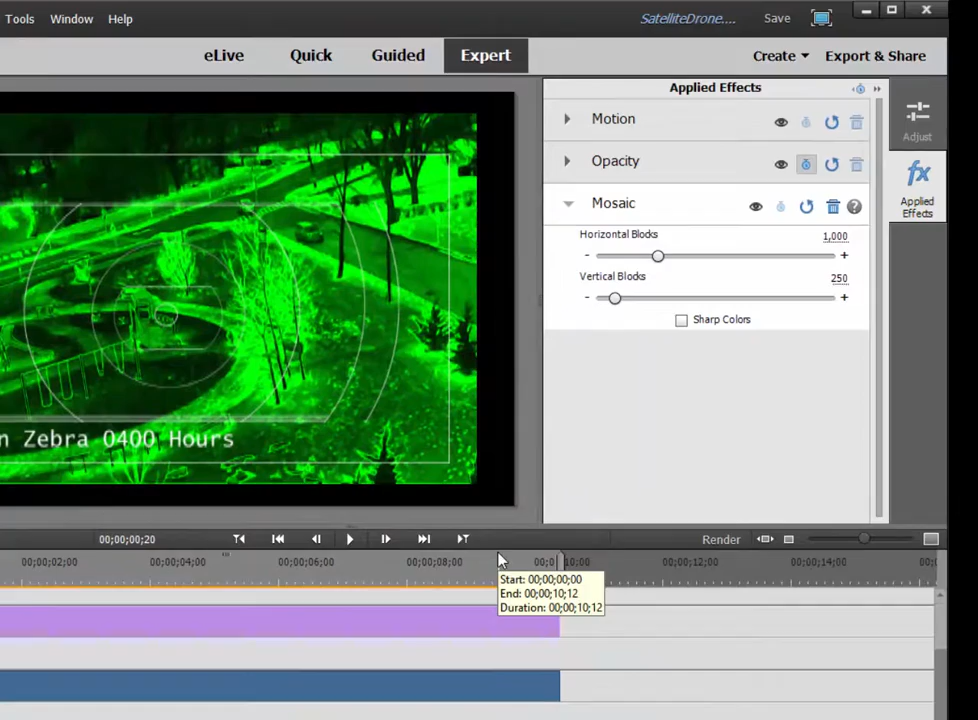 Tools Window Help SatelliteDrone.... Save
eLive Quick Guided Expert Create Export & Share
Applied Effects
Motion
Adjust
Opacity
fx
Applied
Effects
Mosaic
Horizontal Blocks 1,000
- +
Vertical Blocks 250
- +
Sharp Colors
n Zebra 0400 Hours
00;00;00;20 Render
00;00;02;00 00;00;04;00 00;00;06;00 00;00;08;00 00;0 10;00 00;00;12;00 00;00;14;00 00;0
Start: 00;00;00;00
End: 00;00;10;12
Duration: 00;00;10;12